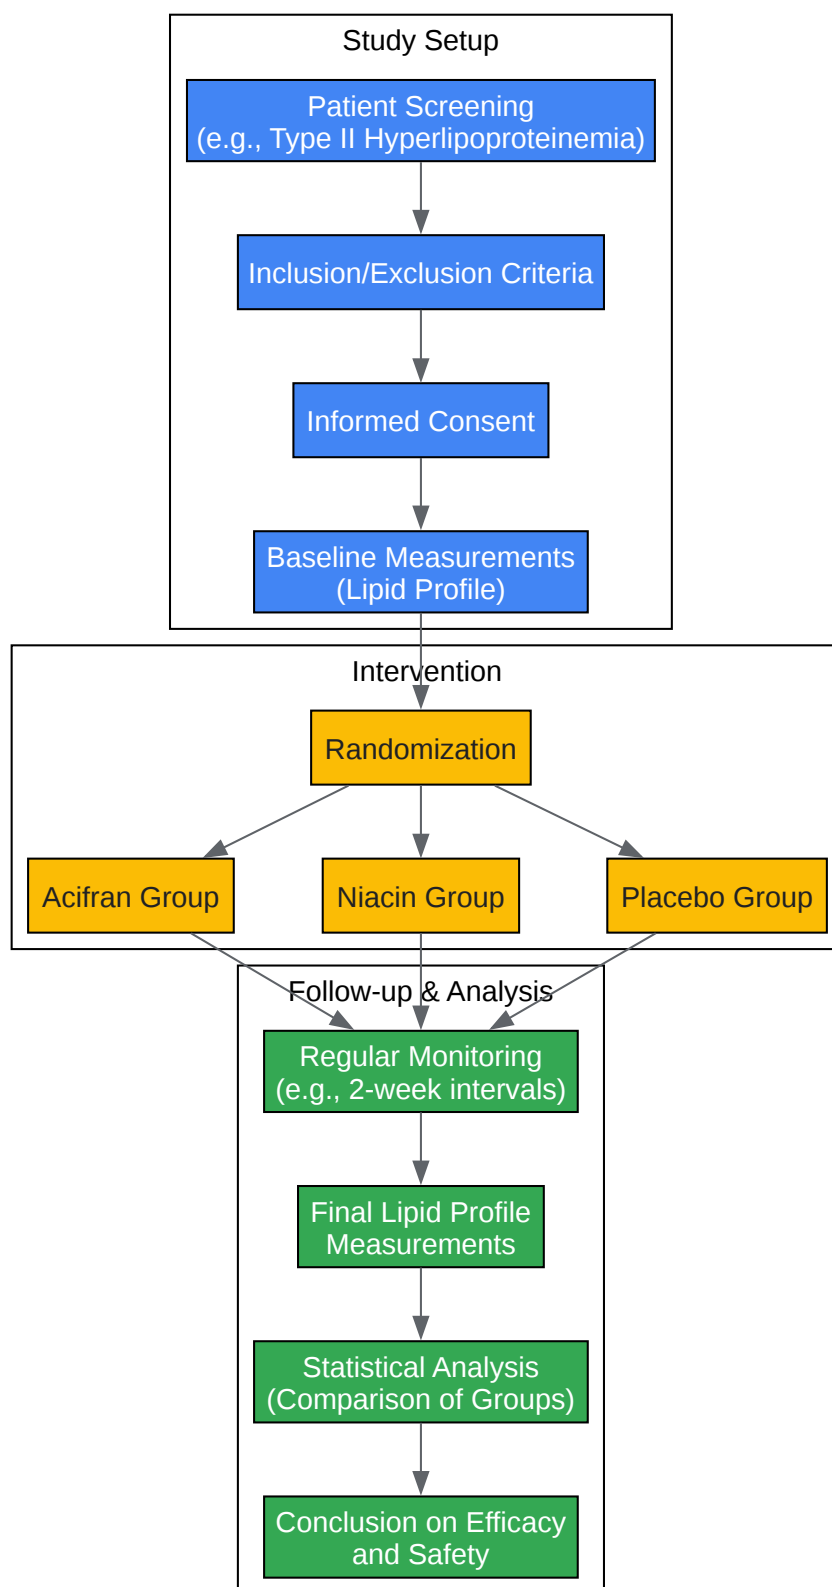 Study Setup
Patient Screening
(e.g., Type II Hyperlipoproteinemia)
Inclusion/Exclusion Criteria
Informed Consent
Baseline Measurements
(Lipid Profile)
Intervention
Randomization
Acifran Group
Niacin Group
Placebo Group
Follow-up & Analysis
Regular Monitoring
(e.g., 2-week intervals)
Final Lipid Profile
Measurements
Statistical Analysis
(Comparison of Groups)
Conclusion on Efficacy
and Safety